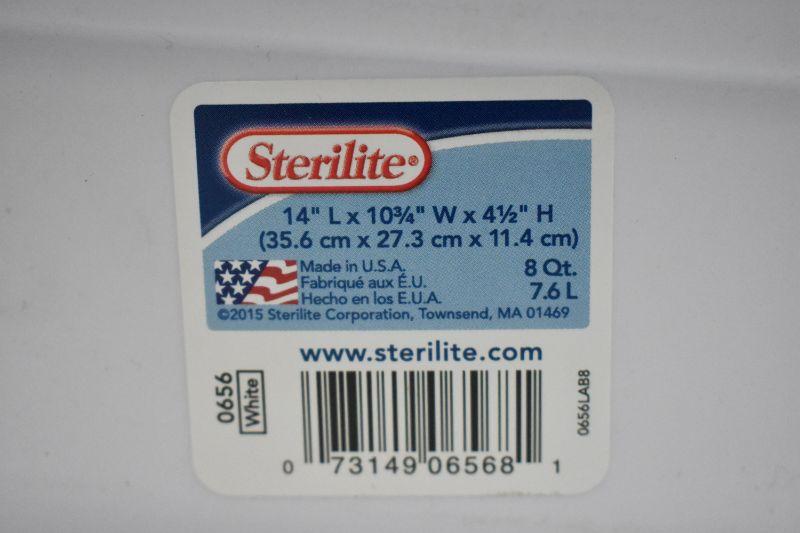 Sterilite®
14" L x 10¾" W x 4½" H
(35.6 cm x 27.3 cm x 11.4 cm)
Made in U.S.A.
Fabriqué aux É.U.
Hecho en los E.U.A.
8 Qt.
7.6 L
©2015 Sterilite Corporation, Townsend, MA 01469
www.sterilite.com
0656
White
0656LAB8
0 73149 06568 1